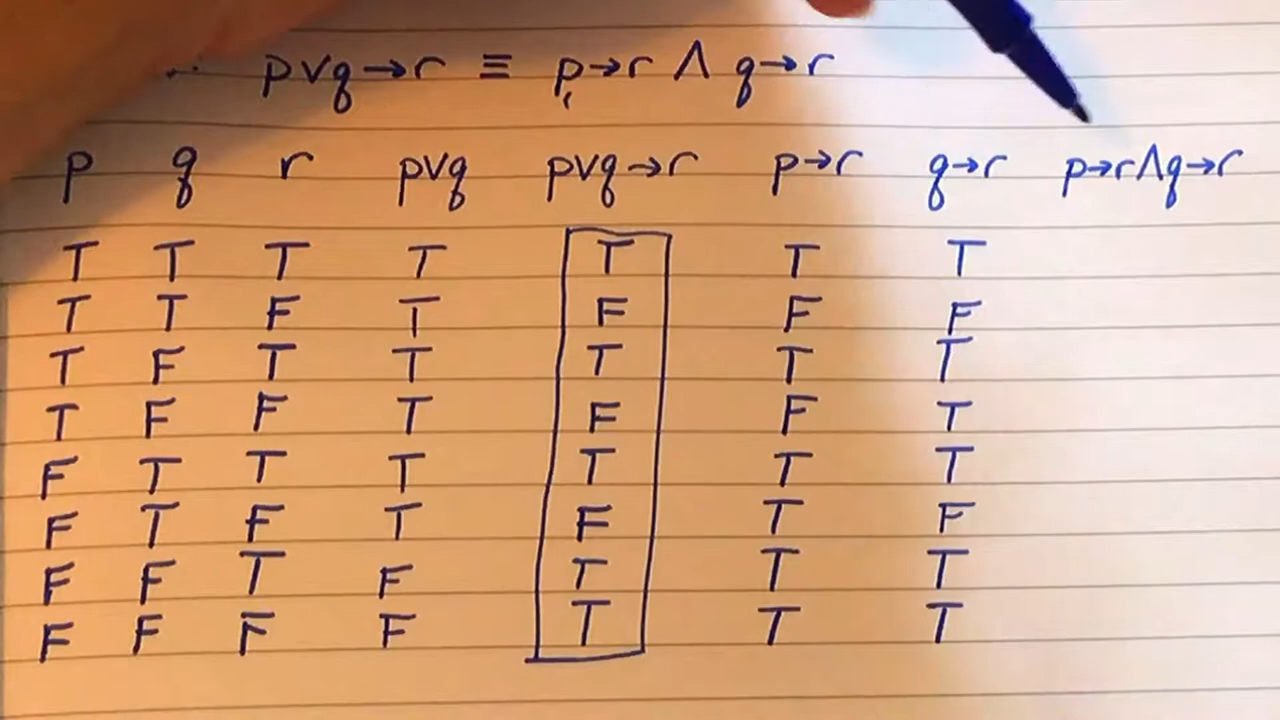 ∴ p∨q→r ≡ p→r ∧ q→r
p q r p∨q p∨q→r p→r q→r p→r∧q→r
T T T T T T T
T T F T F F F
T F T T T T T
T F F T F F T
F T T T T T T
F T F T F T F
F F T F T T T
F F F F T T T